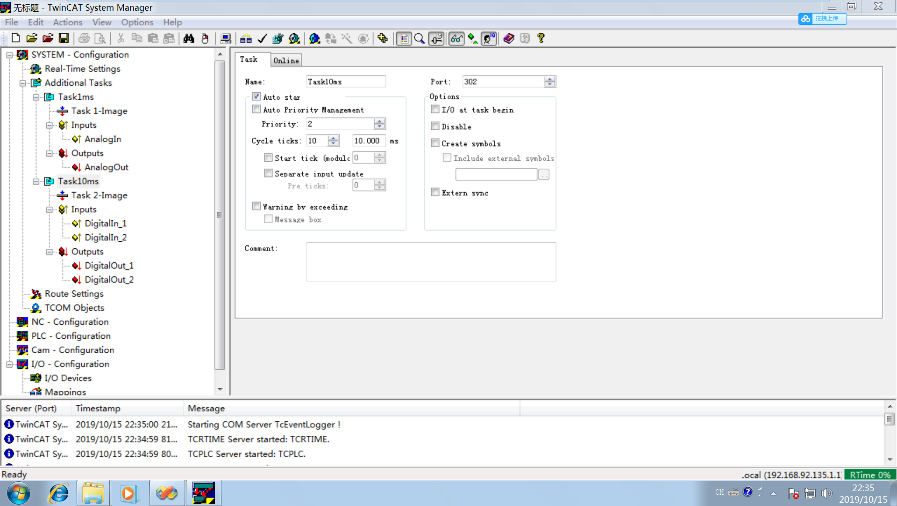 无标题 - TwinCAT System Manager
拖拽上传
File Edit Actions View Options Help
SYSTEM - Configuration
Real-Time Settings
Additional Tasks
Task1ms
Task 1-Image
Inputs
AnalogIn
Outputs
AnalogOut
Task10ms
Task 2-Image
Inputs
DigitalIn_1
DigitalIn_2
Outputs
DigitalOut_1
DigitalOut_2
Route Settings
TCOM Objects
NC - Configuration
PLC - Configuration
Cam - Configuration
I/O - Configuration
I/O Devices
Mappings
Task Online
Name: Task10ms Port: 302
Auto star
Auto Priority Management
Priority: 2
Cycle ticks: 10 10.000 ms
Start tick (modulo 0
Separate input update
Pre ticks: 0
Warning by exceeding
Message box
Options
I/O at task begin
Disable
Create symbols
Include external symbols
...
Extern sync
Comment:
Server (Port) Timestamp Message
TwinCAT Sy... 2019/10/15 22:35:00 21... Starting COM Server TcEventLogger !
TwinCAT Sy... 2019/10/15 22:34:59 81... TCRTIME Server started: TCRTIME.
TwinCAT Sy... 2019/10/15 22:34:59 80... TCPLC Server started: TCPLC.
Ready .ocal (192.168.92.135.1.1 RTime 0%
CH 22:35
2019/10/15